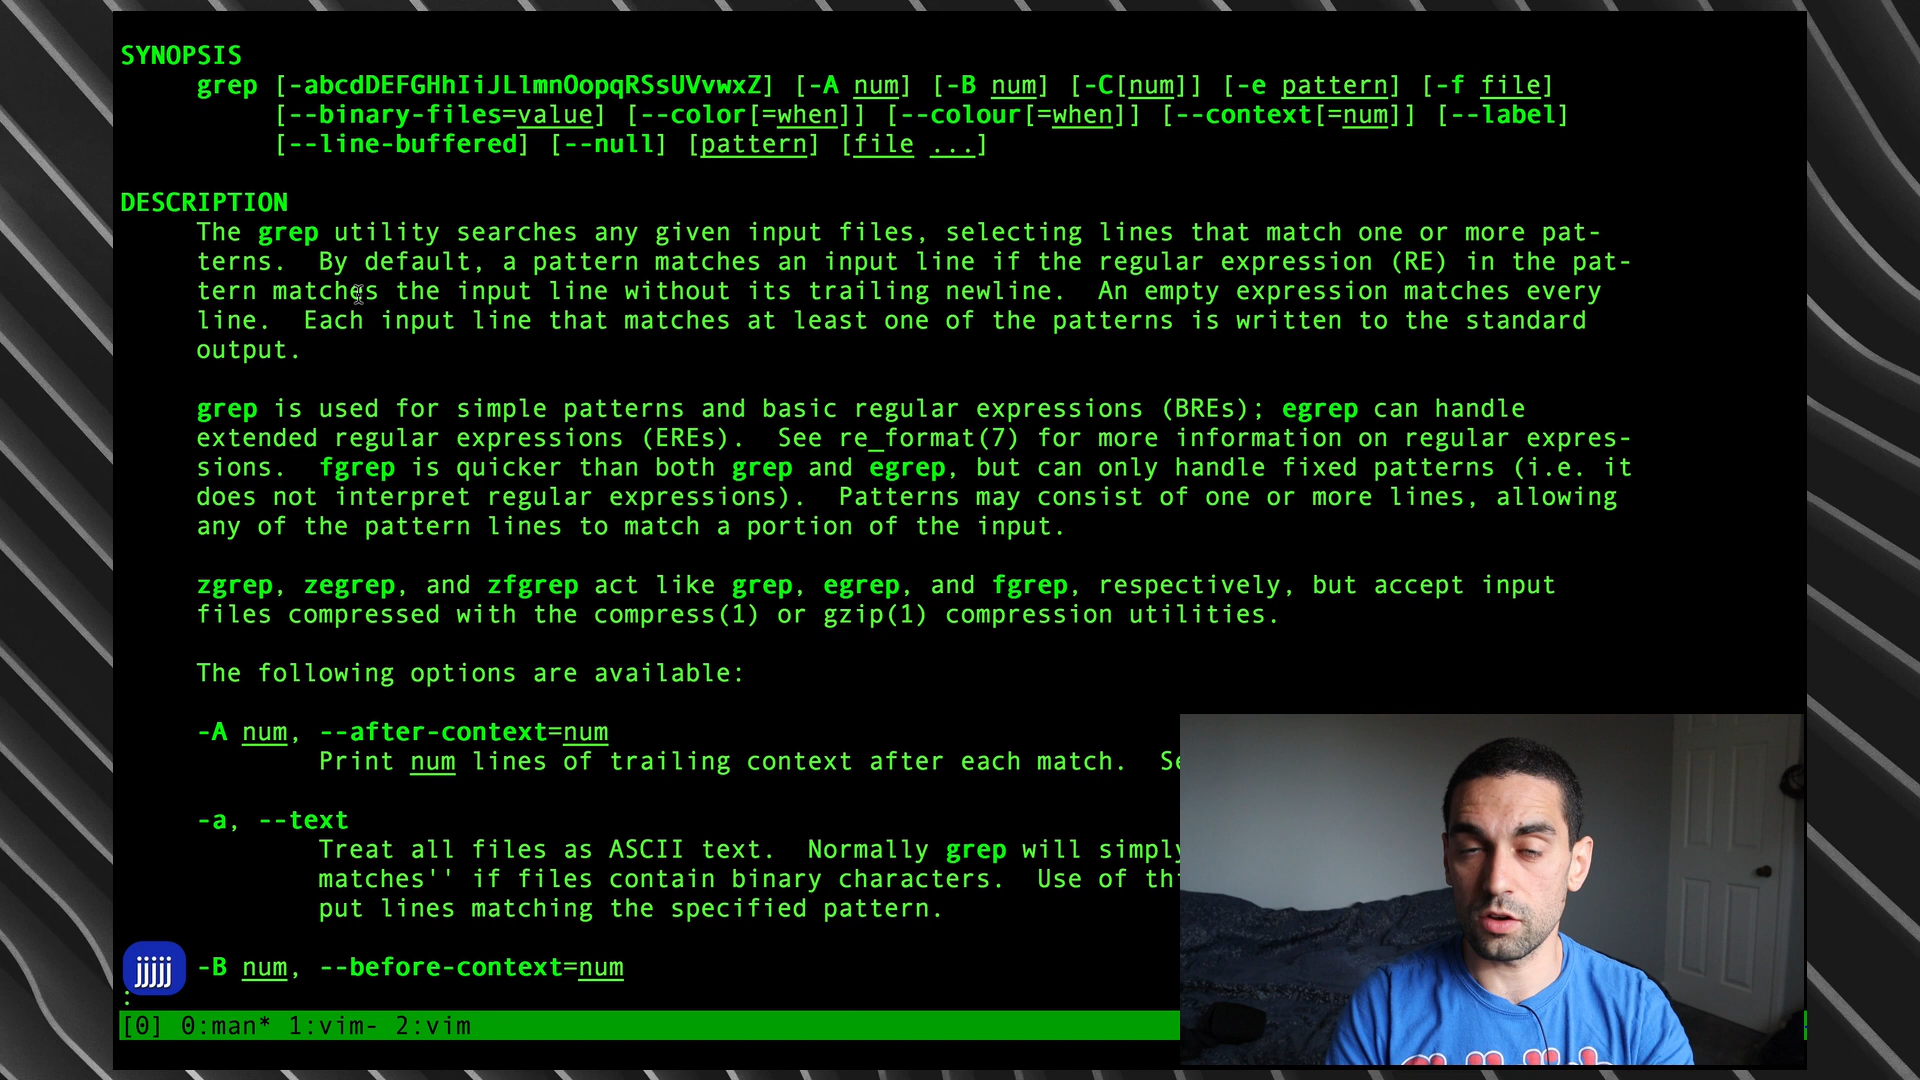 SYNOPSIS
grep [-abcdDEFGHhIiJLlmnOopqRSsUVvwxZ] [-A num] [-B num] [-C[num]] [-e pattern] [-f file]
[--binary-files=value] [--color[=when]] [--colour[=when]] [--context[=num]] [--label]
[--line-buffered] [--null] [pattern] [file ...]
DESCRIPTION
The grep utility searches any given input files, selecting lines that match one or more pat-
terns.  By default, a pattern matches an input line if the regular expression (RE) in the pat-
tern matches the input line without its trailing newline.  An empty expression matches every
line.  Each input line that matches at least one of the patterns is written to the standard
output.
grep is used for simple patterns and basic regular expressions (BREs); egrep can handle
extended regular expressions (EREs).  See re_format(7) for more information on regular expres-
sions.  fgrep is quicker than both grep and egrep, but can only handle fixed patterns (i.e. it
does not interpret regular expressions).  Patterns may consist of one or more lines, allowing
any of the pattern lines to match a portion of the input.
zgrep, zegrep, and zfgrep act like grep, egrep, and fgrep, respectively, but accept input
files compressed with the compress(1) or gzip(1) compression utilities.
The following options are available:
-A num, --after-context=num
Print num lines of trailing context after each match.
-a, --text
Treat all files as ASCII text.  Normally grep will simply
matches'' if files contain binary characters.  Use of
put lines matching the specified pattern.
jjjjj
-B num, --before-context=num
:
[0] 0:man* 1:vim- 2:vim